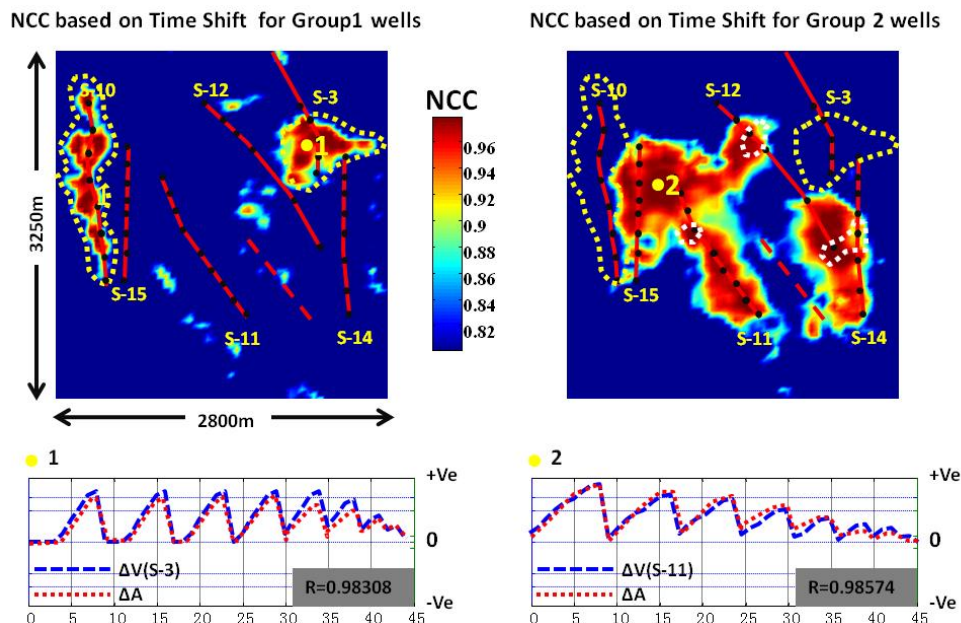 NCC based on Time Shift for Group1 wells
NCC based on Time Shift for Group 2 wells
S-10
S-12
S-3
1
1
S-15
S-11
S-14
3250m
2800m
NCC
0.96
0.94
0.92
0.9
0.88
0.86
0.84
0.82
S-10
S-12
S-3
2
S-15
S-11
S-14
1
+Ve
0
-Ve
ΔV(S-3)
ΔA
R=0.98308
0 5 10 15 20 25 30 35 40 45
2
+Ve
0
-Ve
ΔV(S-11)
ΔA
R=0.98574
0 5 10 15 20 25 30 35 40 45